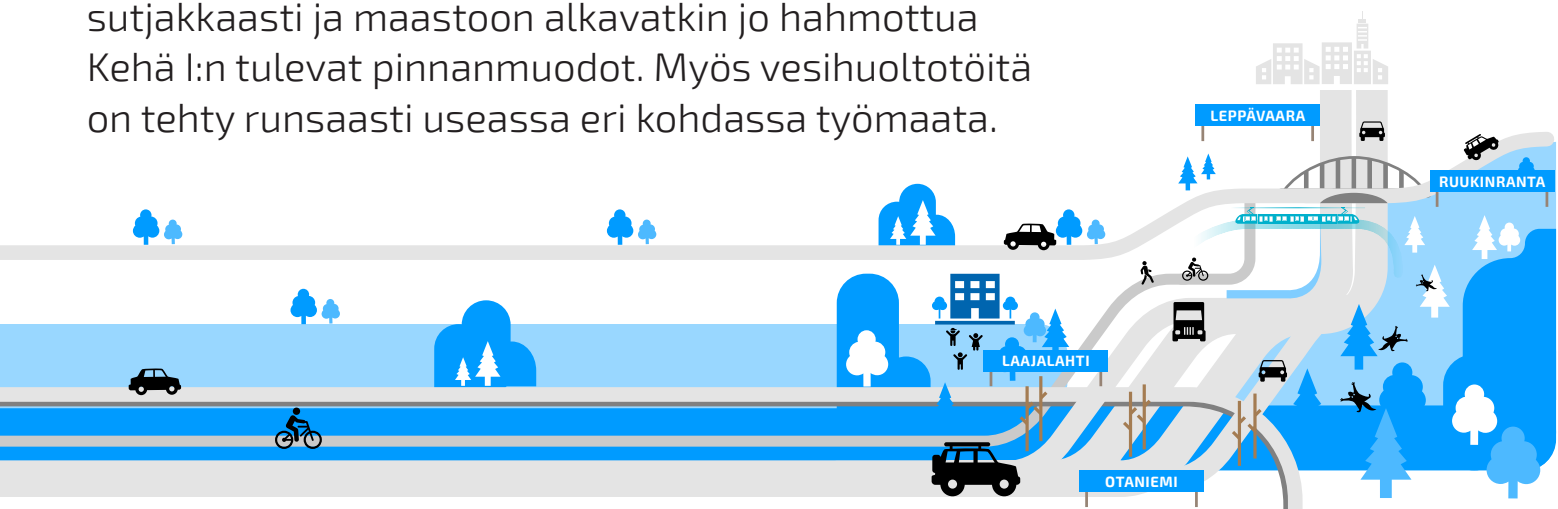 sutjakkaasti ja maastoon alkavatkin jo hahmottua
Kehä I:n tulevat pinnanmuodot. Myös vesihuoltotöitä
on tehty runsaasti useassa eri kohdassa työmaata.
LEPPÄVAARA
RUUKINRANTA
LAAJALAHTI
OTANIEMI